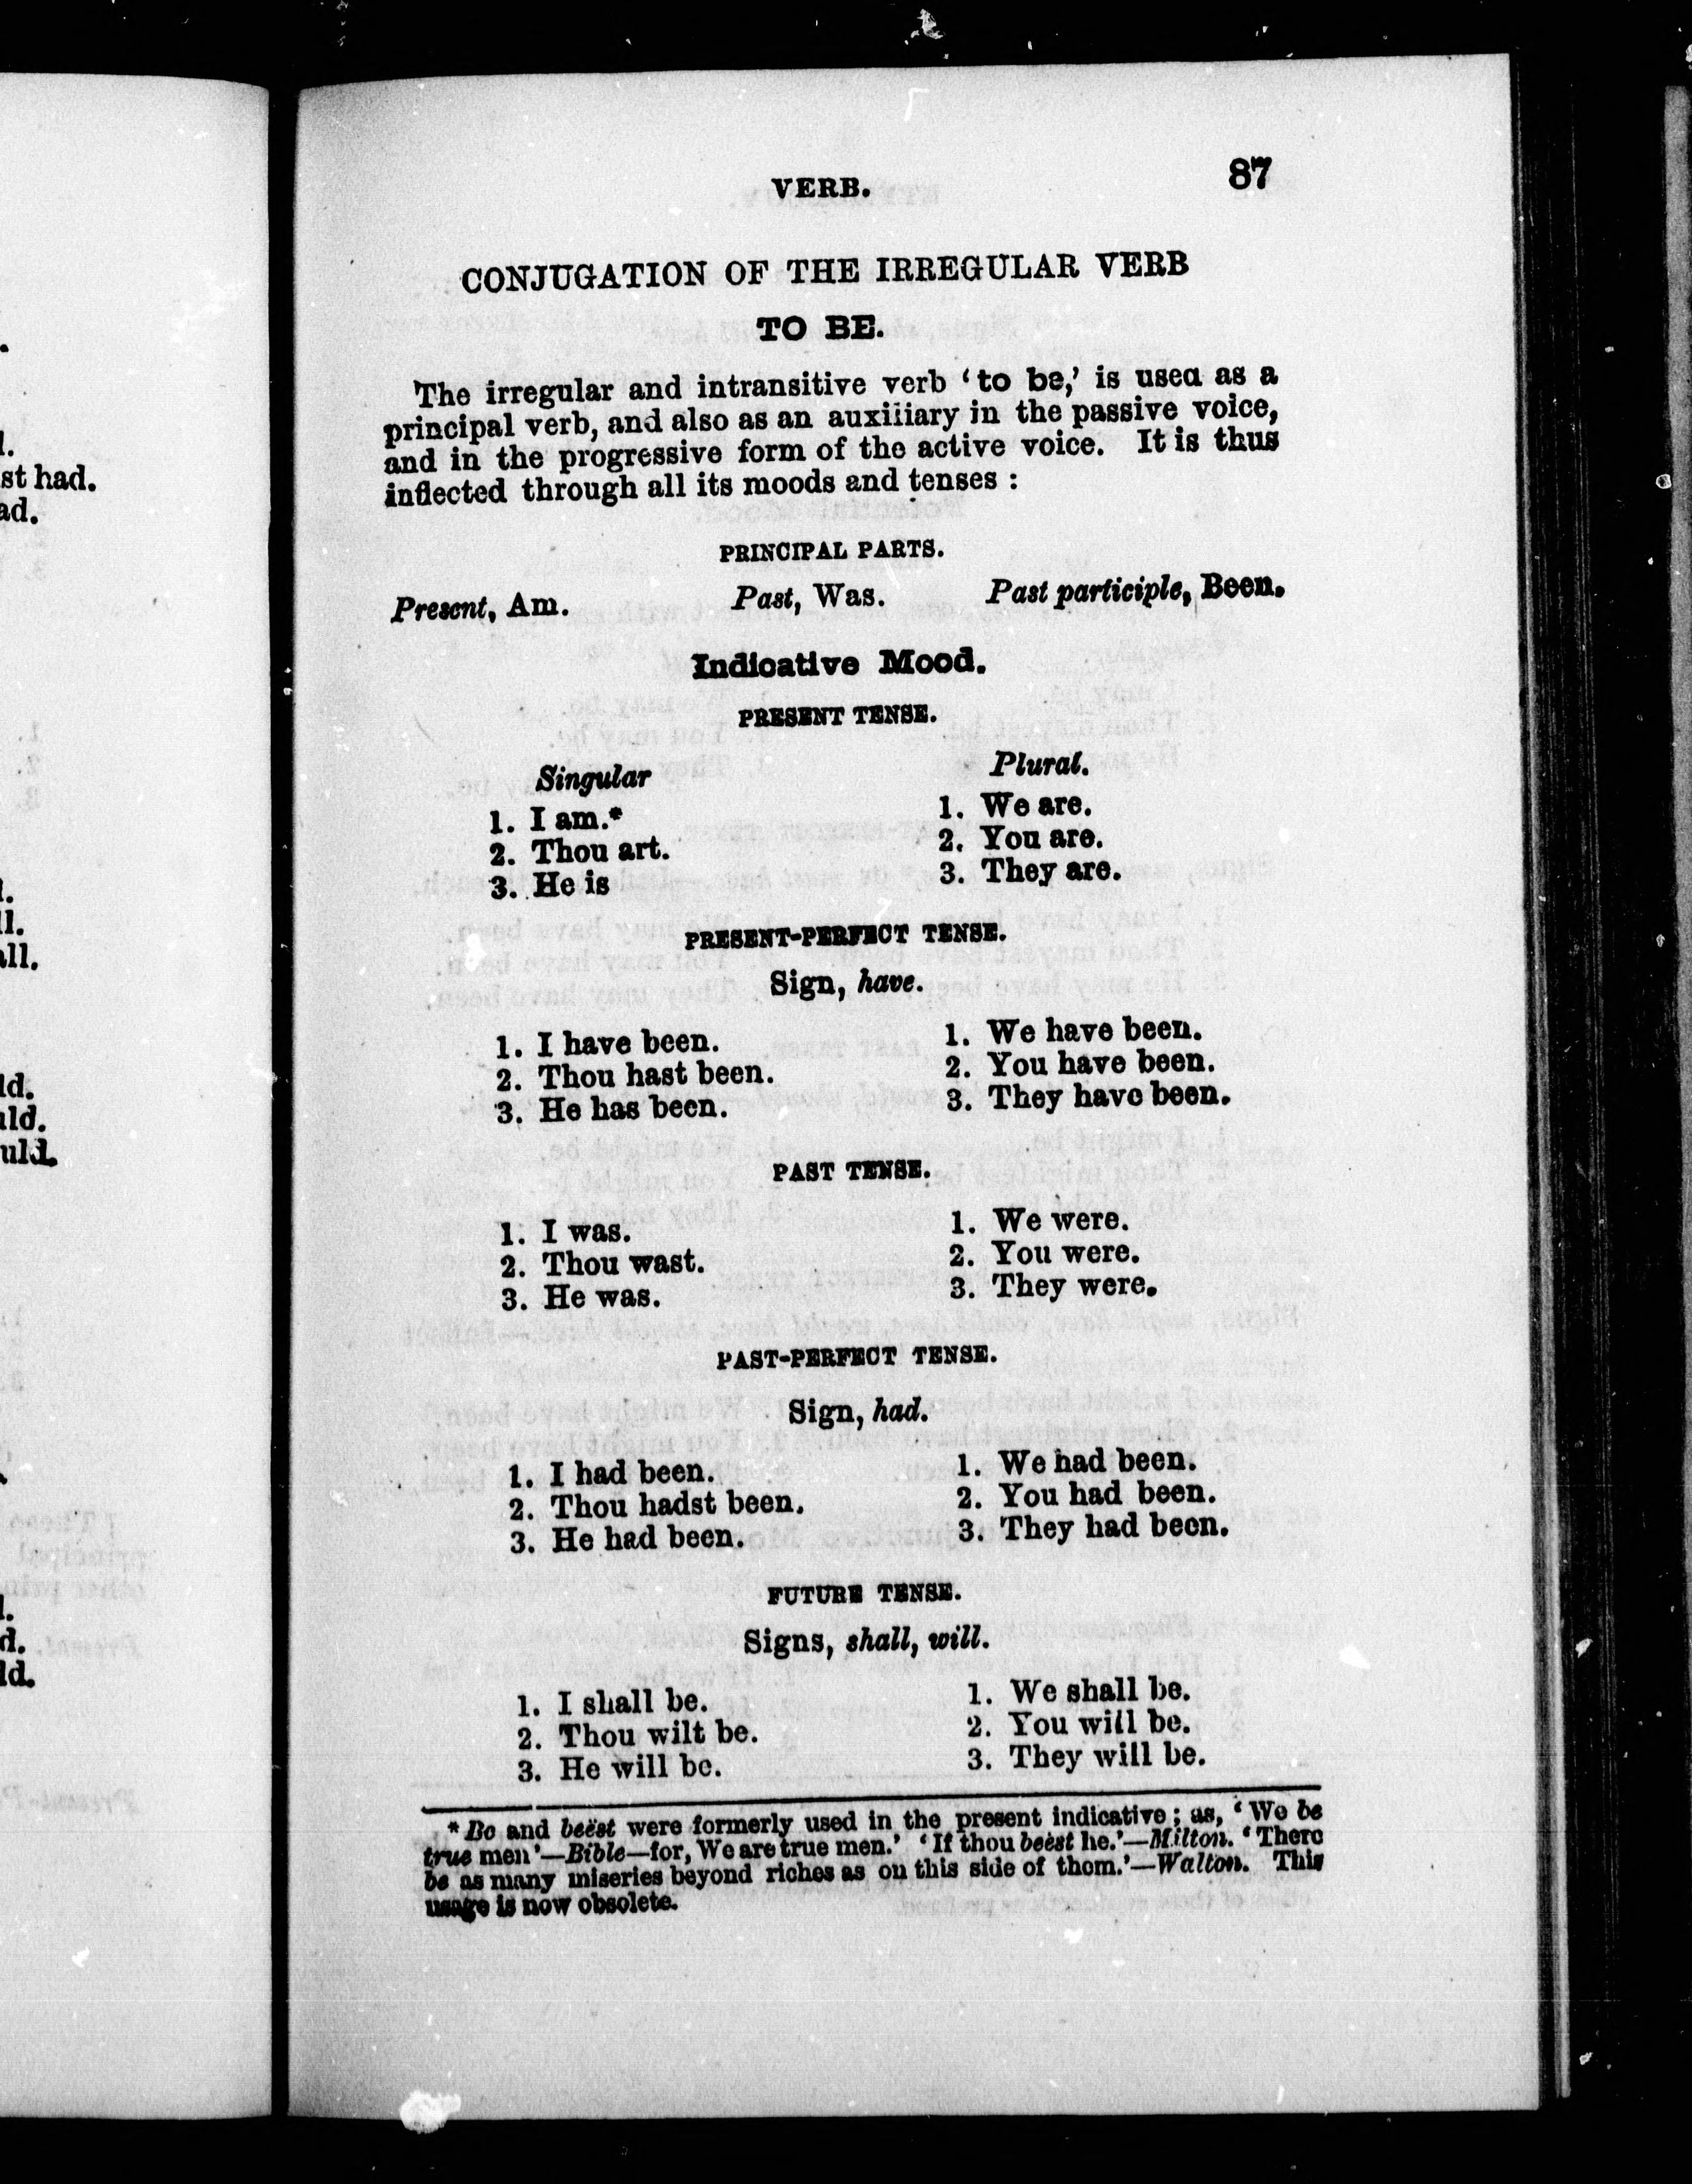 st had.
ad.
ll.
all.
ld.
uld.
uld.
d.
ld.
VERB.
87
CONJUGATION OF THE IRREGULAR VERB
TO BE.
The irregular and intransitive verb ‘to be,’ is used as a
principal verb, and also as an auxiliary in the passive voice,
and in the progressive form of the active voice. It is thus
inflected through all its moods and tenses :
PRINCIPAL PARTS.
Present, Am. Past, Was. Past participle, Been.
Indicative Mood.
PRESENT TENSE.
Singular Plural.
1. I am.* 1. We are.
2. Thou art. 2. You are.
3. He is 3. They are.
PRESENT-PERFECT TENSE.
Sign, have.
1. I have been. 1. We have been.
2. Thou hast been. 2. You have been.
3. He has been. 3. They have been.
PAST TENSE.
1. I was. 1. We were.
2. Thou wast. 2. You were.
3. He was. 3. They were.
PAST-PERFECT TENSE.
Sign, had.
1. I had been. 1. We had been.
2. Thou hadst been. 2. You had been.
3. He had been. 3. They had been.
FUTURE TENSE.
Signs, shall, will.
1. I shall be. 1. We shall be.
2. Thou wilt be. 2. You will be.
3. He will be. 3. They will be.
* Be and beëst were formerly used in the present indicative ; as, ‘ We be
true men’—Bible—for, We are true men.’ ‘If thou beëst he.’—Milton. ‘There
be as many miseries beyond riches as on this side of them.’—Walton. This
usage is now obsolete.